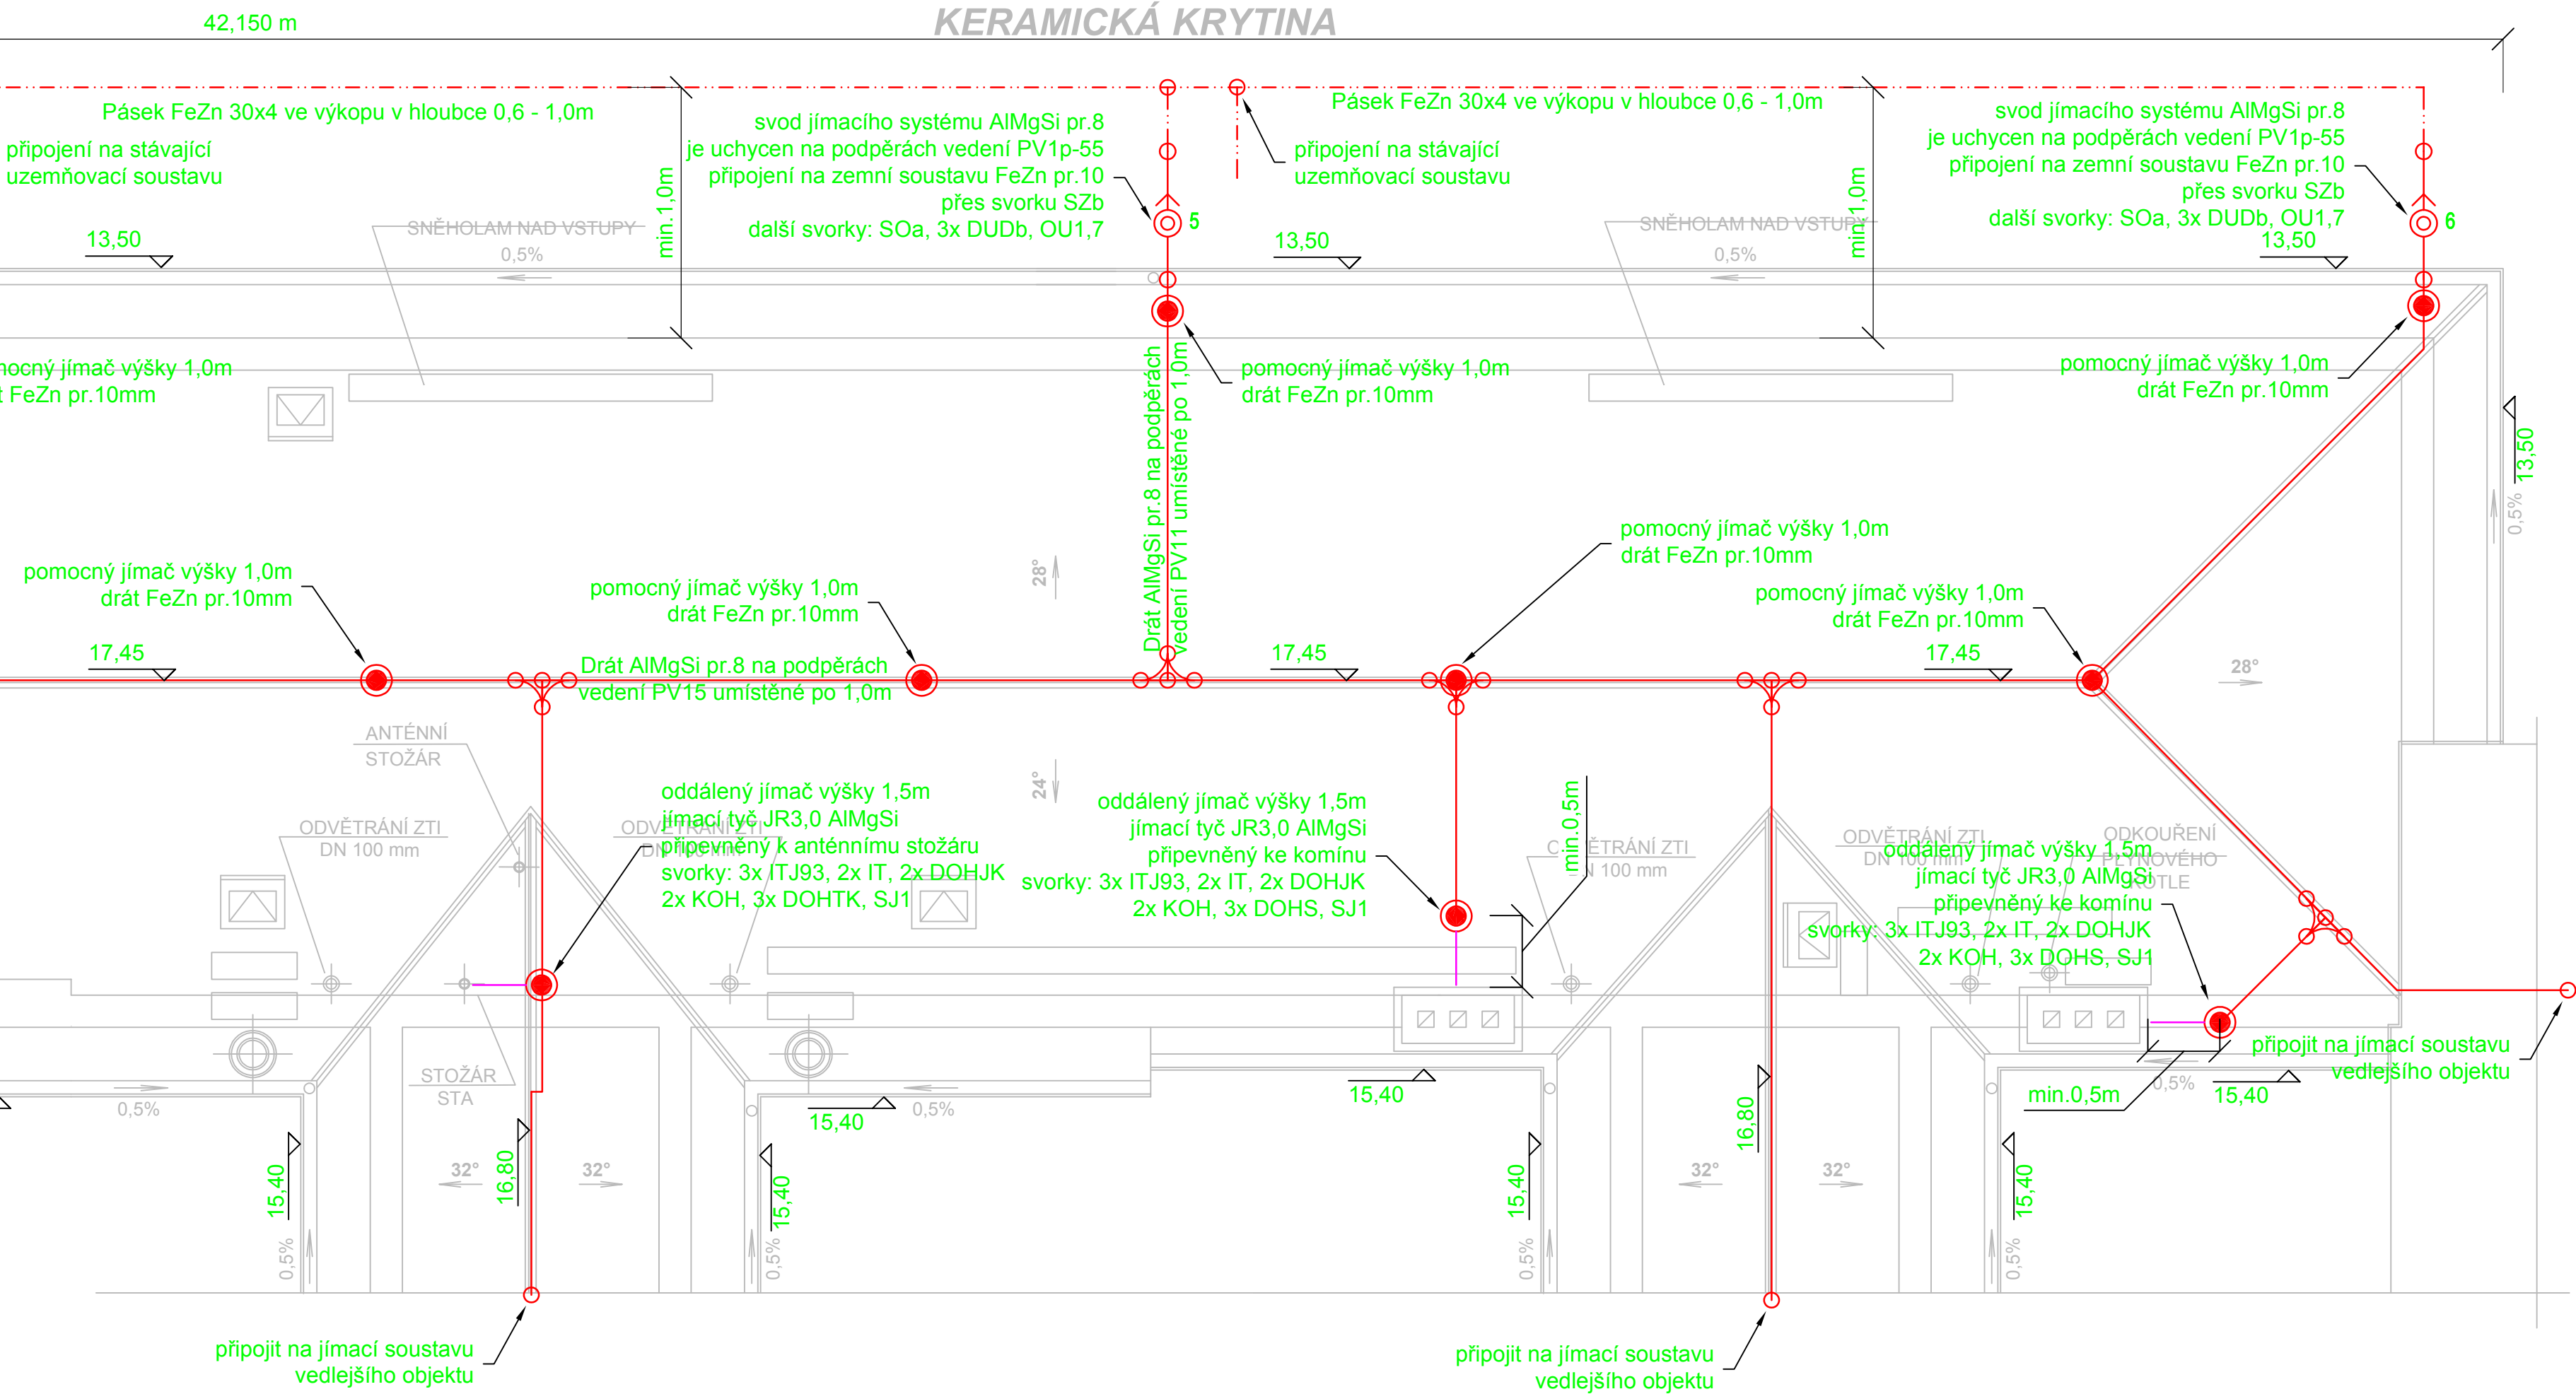 42,150 m
KERAMICKÁ KRYTINA
Pásek FeZn 30x4 ve výkopu v hloubce 0,6 - 1,0m
připojení na stávající
uzemňovací soustavu
min.1,0m
svod jímacího systému AlMgSi pr.8
je uchycen na podpěrách vedení PV1p-55
připojení na zemní soustavu FeZn pr.10
přes svorku SZb
další svorky: SOa, 3x DUDb, OU1,7
5
připojení na stávající
uzemňovací soustavu
Pásek FeZn 30x4 ve výkopu v hloubce 0,6 - 1,0m
min.1,0m
svod jímacího systému AlMgSi pr.8
je uchycen na podpěrách vedení PV1p-55
připojení na zemní soustavu FeZn pr.10
přes svorku SZb
další svorky: SOa, 3x DUDb, OU1,7
6
13,50
SNĚHOLAM NAD VSTUPY
0,5%
13,50
SNĚHOLAM NAD VSTUPY
0,5%
13,50
výšky 1,0m
FeZn pr.10mm
pomocný jímač výšky 1,0m
drát FeZn pr.10mm
pomocný jímač výšky 1,0m
drát FeZn pr.10mm
Drát AlMgSi pr.8 na podpěrách
vedení PV11 umístěné po 1,0m
13,50
0,5%
pomocný jímač výšky 1,0m
drát FeZn pr.10mm
pomocný jímač výšky 1,0m
drát FeZn pr.10mm
28°
pomocný jímač výšky 1,0m
drát FeZn pr.10mm
pomocný jímač výšky 1,0m
drát FeZn pr.10mm
17,45
Drát AlMgSi pr.8 na podpěrách
vedení PV15 umístěné po 1,0m
17,45
17,45
28°
ANTÉNNÍ
STOŽÁR
24°
ODVĚTRÁNÍ ZTI
DN 100 mm
ODVĚTRÁNÍ ZTI
DN 100 mm
oddálený jímač výšky 1,5m
jímací tyč JR3,0 AlMgSi
připevněný k anténnímu stožáru
svorky: 3x ITJ93, 2x IT, 2x DOHJK
2x KOH, 3x DOHTK, SJ1
oddálený jímač výšky 1,5m
jímací tyč JR3,0 AlMgSi
připevněný ke komínu
svorky: 3x ITJ93, 2x IT, 2x DOHJK
2x KOH, 3x DOHS, SJ1
min.0,5m
ZTI
100 mm
ODVĚTRÁNÍ ZTI
DN 100 mm
ODKOUŘENÍ
PLYNOVÉHO
KOTLE
oddálený jímač výšky 1,5m
jímací tyč JR3,0 AlMgSi
připevněný ke komínu
svorky: 3x ITJ93, 2x IT, 2x DOHJK
2x KOH, 3x DOHS, SJ1
připojit na jímací soustavu
vedlejšího objektu
STOŽÁR
STA
0,5%
15,40
0,5%
15,40
min.0,5m
0,5%
15,40
15,40
32°
16,80
32°
15,40
15,40
32°
16,80
32°
15,40
0,5%
0,5%
0,5%
0,5%
připojit na jímací soustavu
vedlejšího objektu
připojit na jímací soustavu
vedlejšího objektu